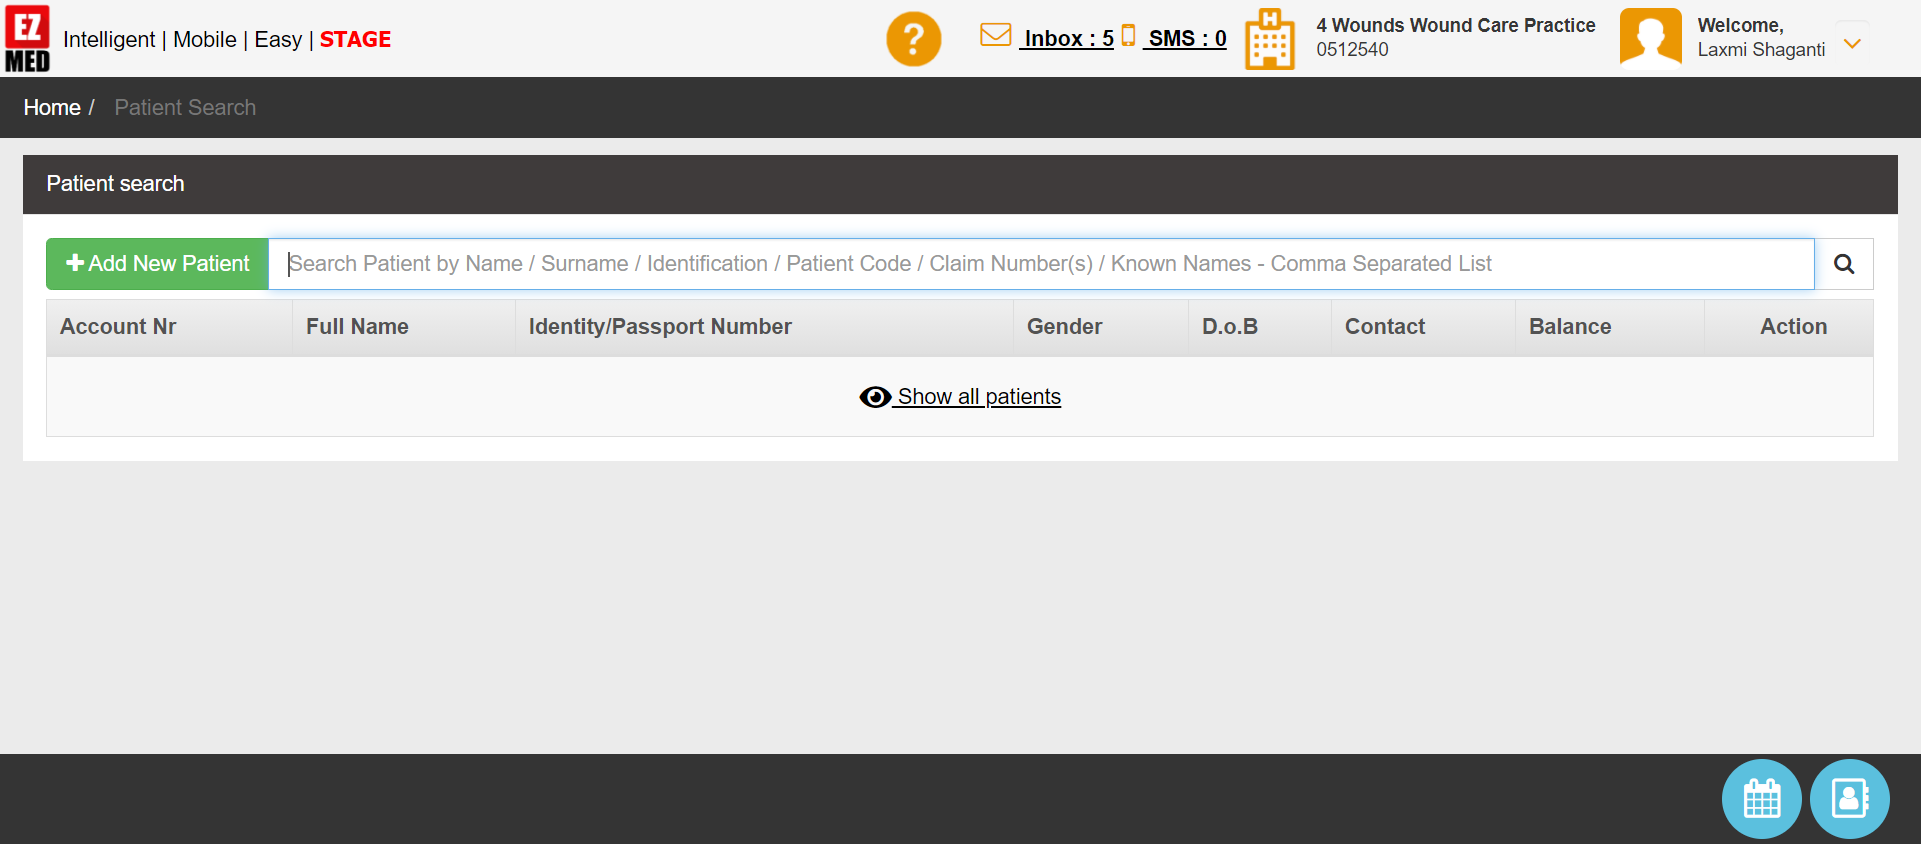 EZ
MED
Intelligent | Mobile | Easy | STAGE
?
Inbox : 5
SMS : 0
H
4 Wounds Wound Care Practice
0512540
Welcome,
Laxmi Shaganti
Home / Patient Search
Patient search
Add New Patient
Search Patient by Name / Surname / Identification / Patient Code / Claim Number(s) / Known Names - Comma Separated List
Account Nr Full Name Identity/Passport Number Gender D.o.B Contact Balance Action
Show all patients